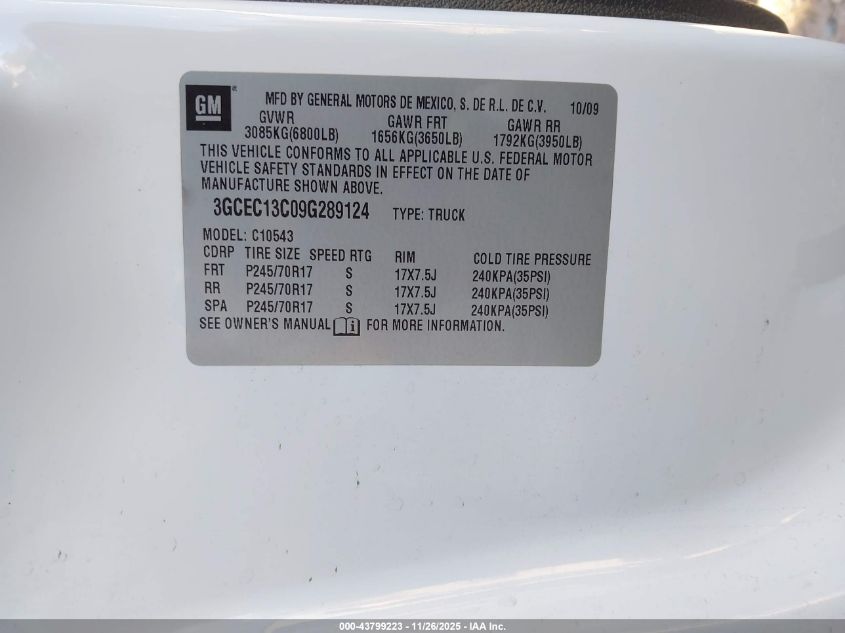 GM
MFD BY GENERAL MOTORS DE MEXICO, S. DE R.L. DE C.V. 10/09
GVWR GAWR FRT GAWR RR
3085KG(6800LB) 1656KG(3650LB) 1792KG(3950LB)
THIS VEHICLE CONFORMS TO ALL APPLICABLE U.S. FEDERAL MOTOR
VEHICLE SAFETY STANDARDS IN EFFECT ON THE DATE OF
MANUFACTURE SHOWN ABOVE.
3GCEC13C09G289124 TYPE: TRUCK
MODEL: C10543
CDRP TIRE SIZE SPEED RTG RIM COLD TIRE PRESSURE
FRT P245/70R17 S 17X7.5J 240KPA(35PSI)
RR P245/70R17 S 17X7.5J 240KPA(35PSI)
SPA P245/70R17 S 17X7.5J 240KPA(35PSI)
SEE OWNER'S MANUAL i FOR MORE INFORMATION.
000-43799223 - 11/26/2025 - IAA Inc.